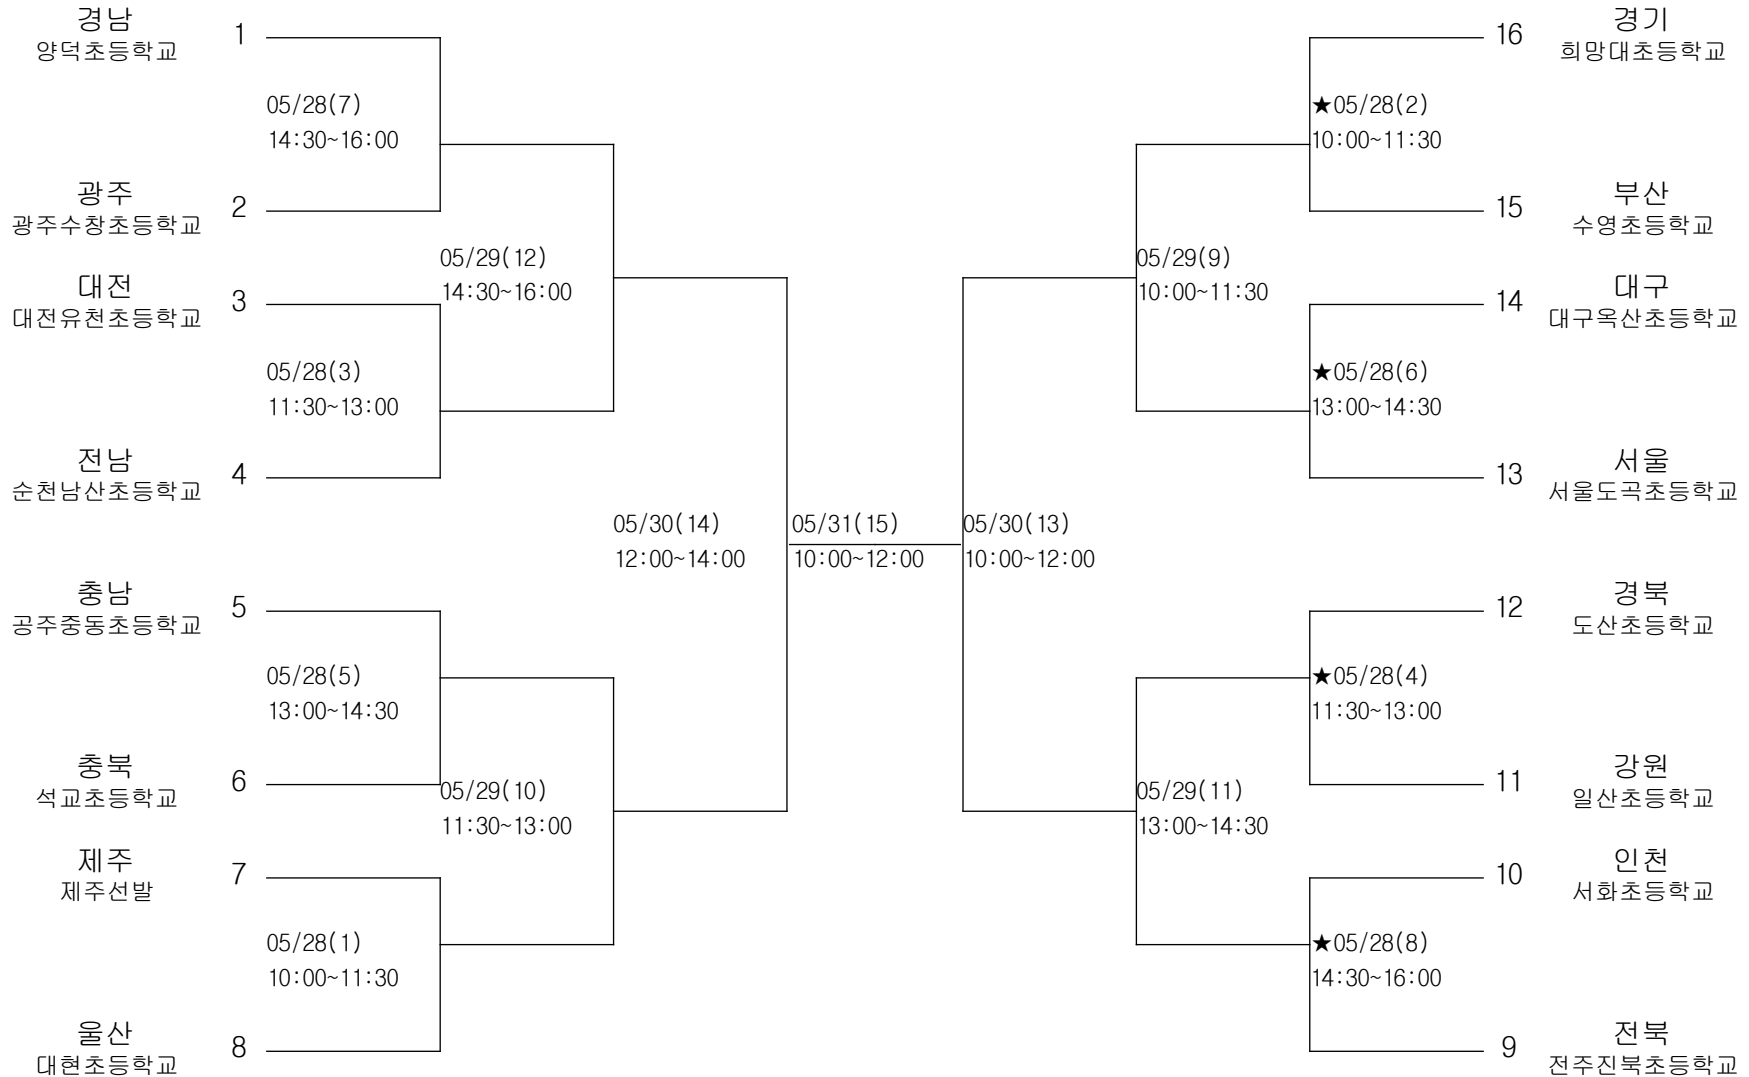 경남
양덕초등학교
1
05/28(7)
14:30~16:00
광주
광주수창초등학교
2
05/29(12)
14:30~16:00
대전
대전유천초등학교
3
05/28(3)
11:30~13:00
전남
순천남산초등학교
4
05/30(14)
12:00~14:00
충남
공주중동초등학교
5
05/28(5)
13:00~14:30
충북
석교초등학교
6
05/29(10)
11:30~13:00
제주
제주선발
7
05/28(1)
10:00~11:30
울산
대현초등학교
8
05/31(15)
10:00~12:00
05/30(13)
10:00~12:00
16
경기
희망대초등학교
★05/28(2)
10:00~11:30
15
부산
수영초등학교
05/29(9)
10:00~11:30
14
대구
대구옥산초등학교
★05/28(6)
13:00~14:30
13
서울
서울도곡초등학교
12
경북
도산초등학교
★05/28(4)
11:30~13:00
11
강원
일산초등학교
05/29(11)
13:00~14:30
10
인천
서화초등학교
★05/28(8)
14:30~16:00
9
전북
전주진북초등학교